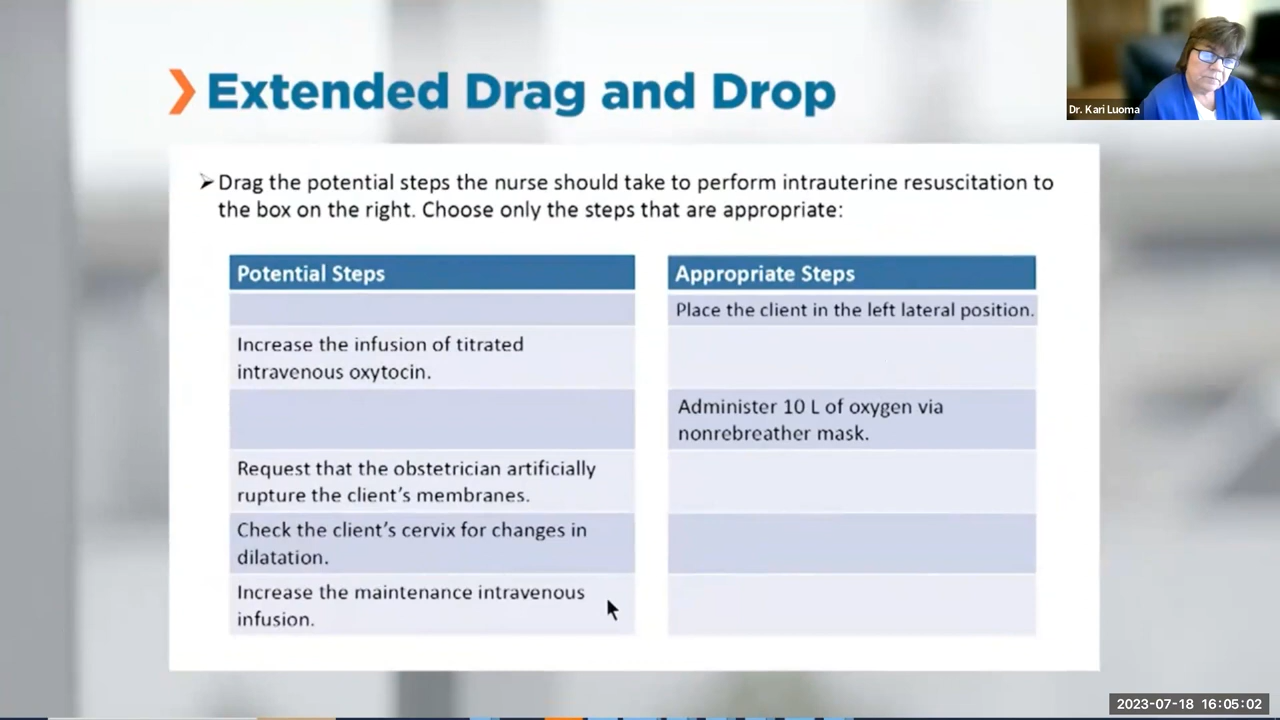 Extended Drag and Drop
Dr. Kari Luoma
Drag the potential steps the nurse should take to perform intrauterine resuscitation to
the box on the right. Choose only the steps that are appropriate:
Potential Steps
Increase the infusion of titrated
intravenous oxytocin.
Request that the obstetrician artificially
rupture the client's membranes.
Check the client's cervix for changes in
dilatation.
Increase the maintenance intravenous
infusion.
Appropriate Steps
Place the client in the left lateral position.
Administer 10 L of oxygen via
nonrebreather mask.
2023-07-18 16:05:02